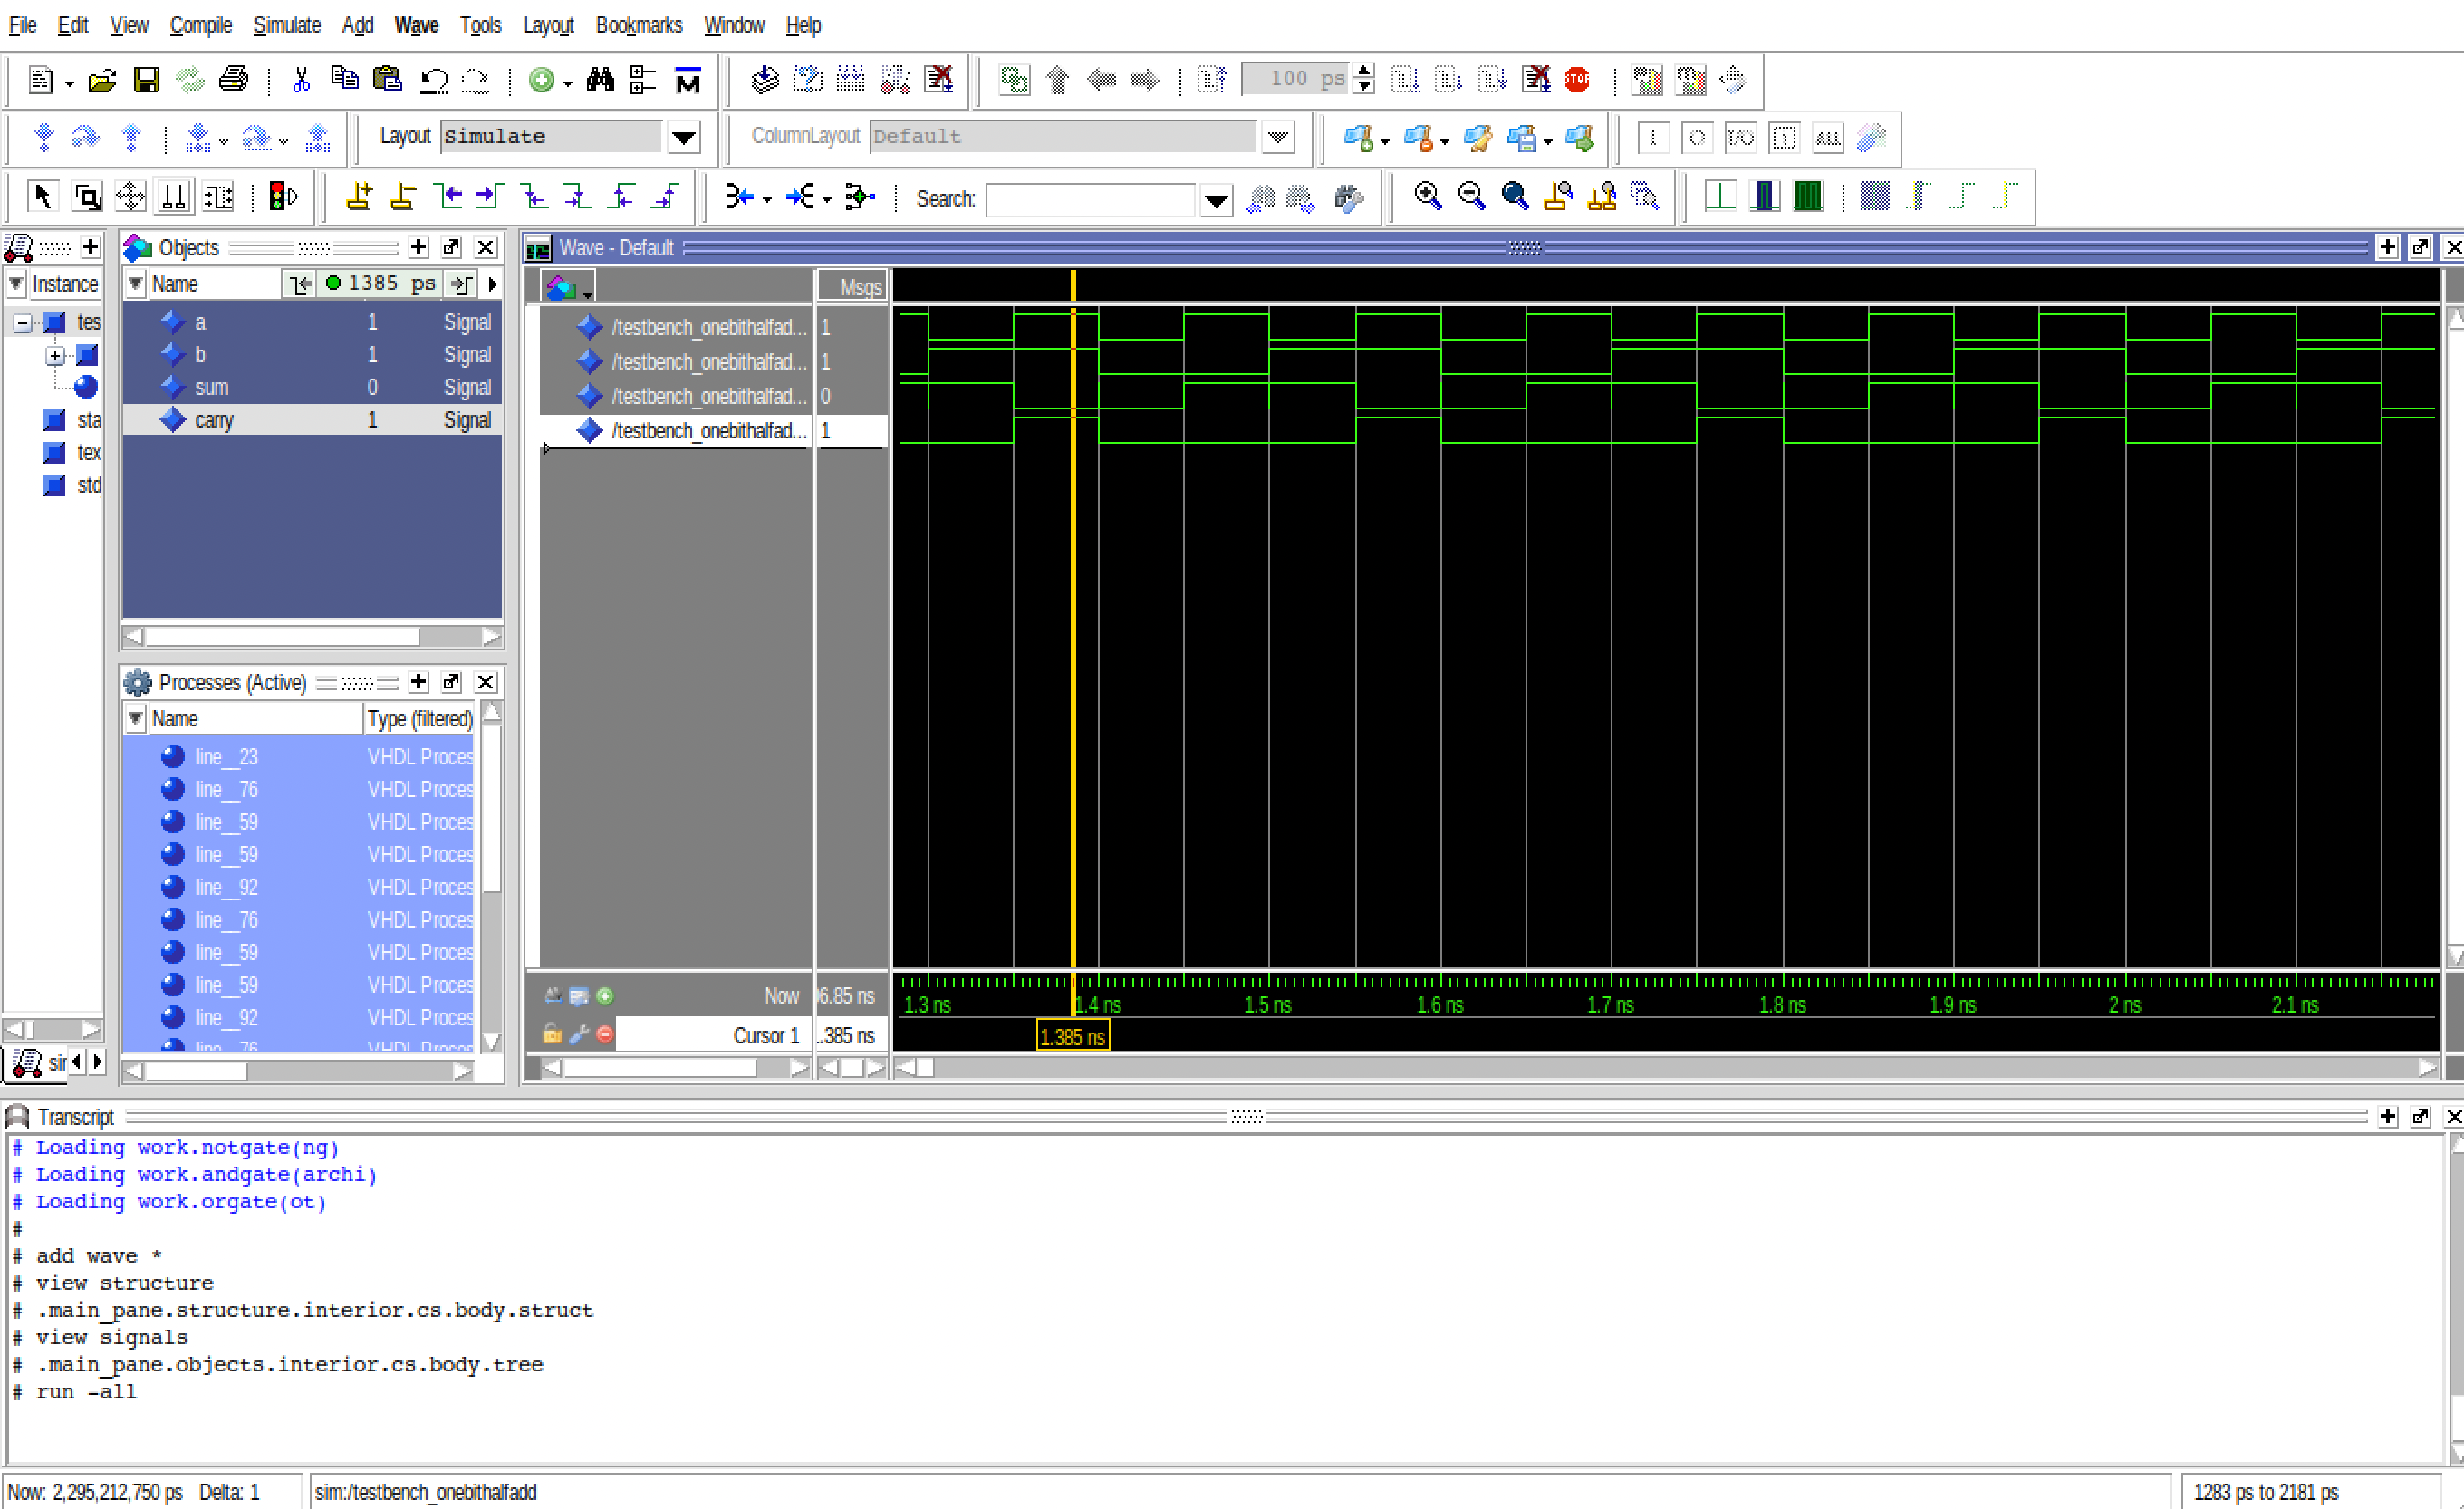 File Edit View Compile Simulate Add Wave Tools Layout Bookmarks Window Help
100 ps
Layout Simulate ColumnLayout Default
Search:
Objects
Wave - Default
Instance
Name 1385 ps
Msgs
tes
sta
tex
std
a 1 Signal
b 1 Signal
sum 0 Signal
carry 1 Signal
/testbench_onebithalfad... 1
/testbench_onebithalfad... 1
/testbench_onebithalfad... 0
/testbench_onebithalfad... 1
Processes (Active)
Name Type (filtered)
line__23 VHDL Proces
line__76 VHDL Proces
line__59 VHDL Proces
line__59 VHDL Proces
line__92 VHDL Proces
line__76 VHDL Proces
line__59 VHDL Proces
line__59 VHDL Proces
line__92 VHDL Proces
line__76 VHDL Proces
Now 6.85 ns
Cursor 1 .385 ns
1.3 ns 1.4 ns 1.5 ns 1.6 ns 1.7 ns 1.8 ns 1.9 ns 2 ns 2.1 ns
1.385 ns
Transcript
# Loading work.notgate(ng)
# Loading work.andgate(archi)
# Loading work.orgate(ot)
#
# add wave *
# view structure
# .main_pane.structure.interior.cs.body.struct
# view signals
# .main_pane.objects.interior.cs.body.tree
# run -all
Now: 2,295,212,750 ps Delta: 1 sim:/testbench_onebithalfadd 1283 ps to 2181 ps